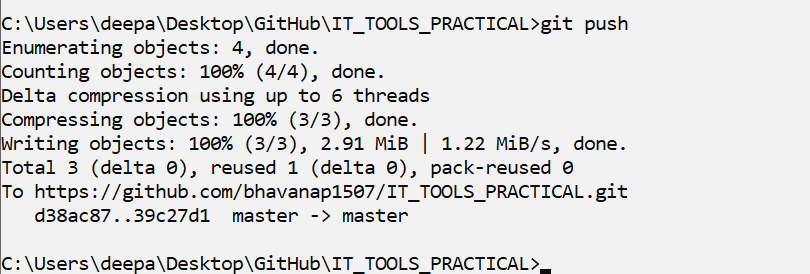 C:\Users\deepa\Desktop\GitHub\IT_TOOLS_PRACTICAL>git push
Enumerating objects: 4, done.
Counting objects: 100% (4/4), done.
Delta compression using up to 6 threads
Compressing objects: 100% (3/3), done.
Writing objects: 100% (3/3), 2.91 MiB | 1.22 MiB/s, done.
Total 3 (delta 0), reused 1 (delta 0), pack-reused 0
To https://github.com/bhavanap1507/IT_TOOLS_PRACTICAL.git
   d38ac87..39c27d1  master -> master
C:\Users\deepa\Desktop\GitHub\IT_TOOLS_PRACTICAL>